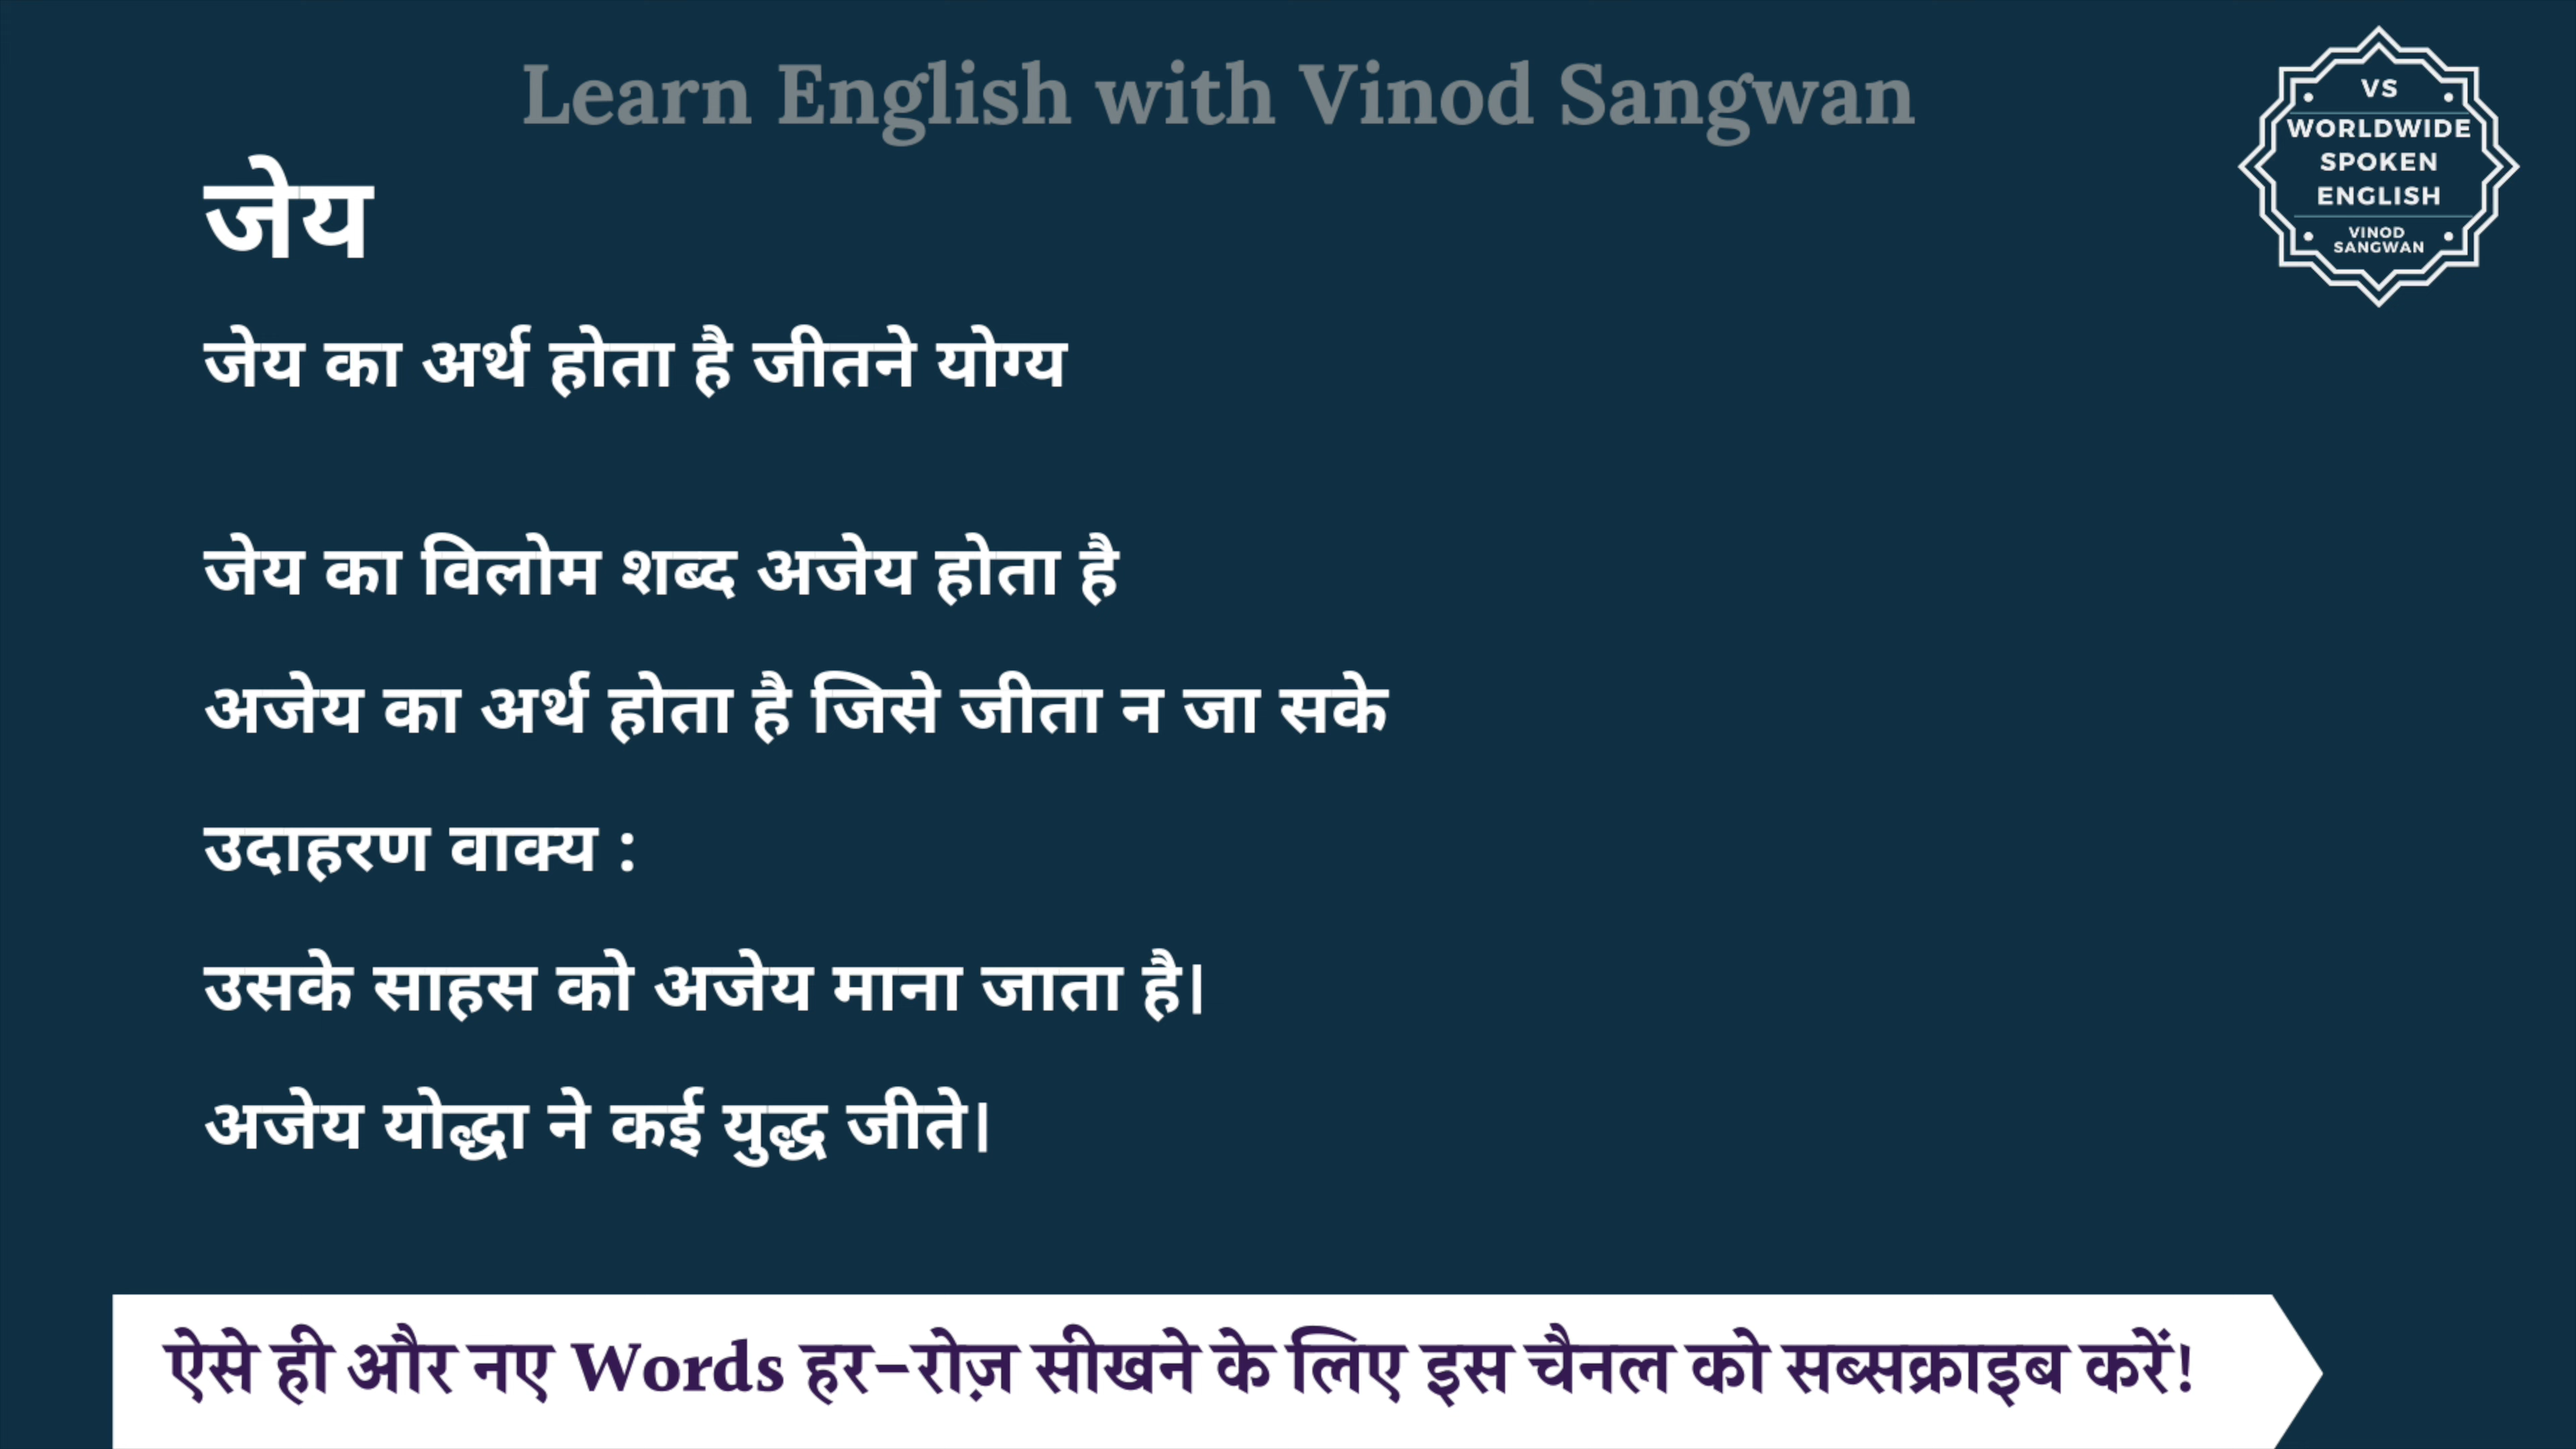 Learn English with Vinod Sangwan
VS
WORLDWIDE
SPOKEN
ENGLISH
VINOD
SANGWAN
जेय
जेय का अर्थ होता है जीतने योग्य
जेय का विलोम शब्द अजेय होता है
अजेय का अर्थ होता है जिसे जीता न जा सके
उदाहरण वाक्य :
उसके साहस को अजेय माना जाता है।
अजेय योद्धा ने कई युद्ध जीते।
ऐसे ही और नए Words हर-रोज़ सीखने के लिए इस चैनल को सब्सक्राइब करें!